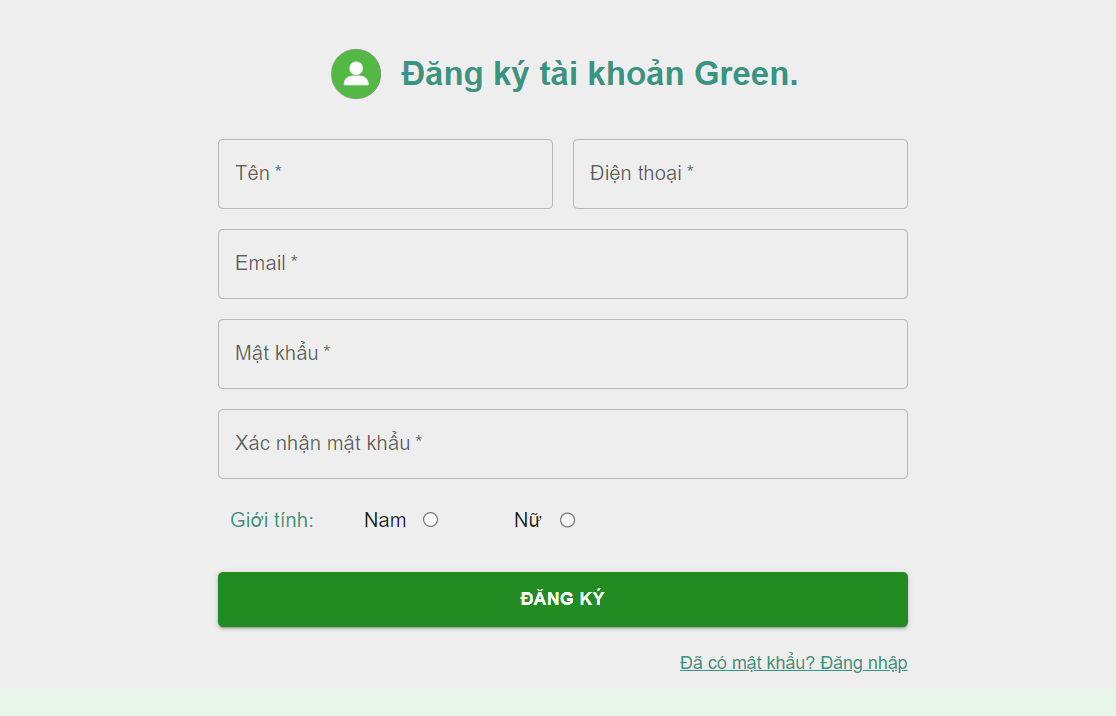 Đăng ký tài khoản Green.
Tên *
Điện thoại *
Email *
Mật khẩu *
Xác nhận mật khẩu *
Giới tính: Nam Nữ
ĐĂNG KÝ
Đã có mật khẩu? Đăng nhập